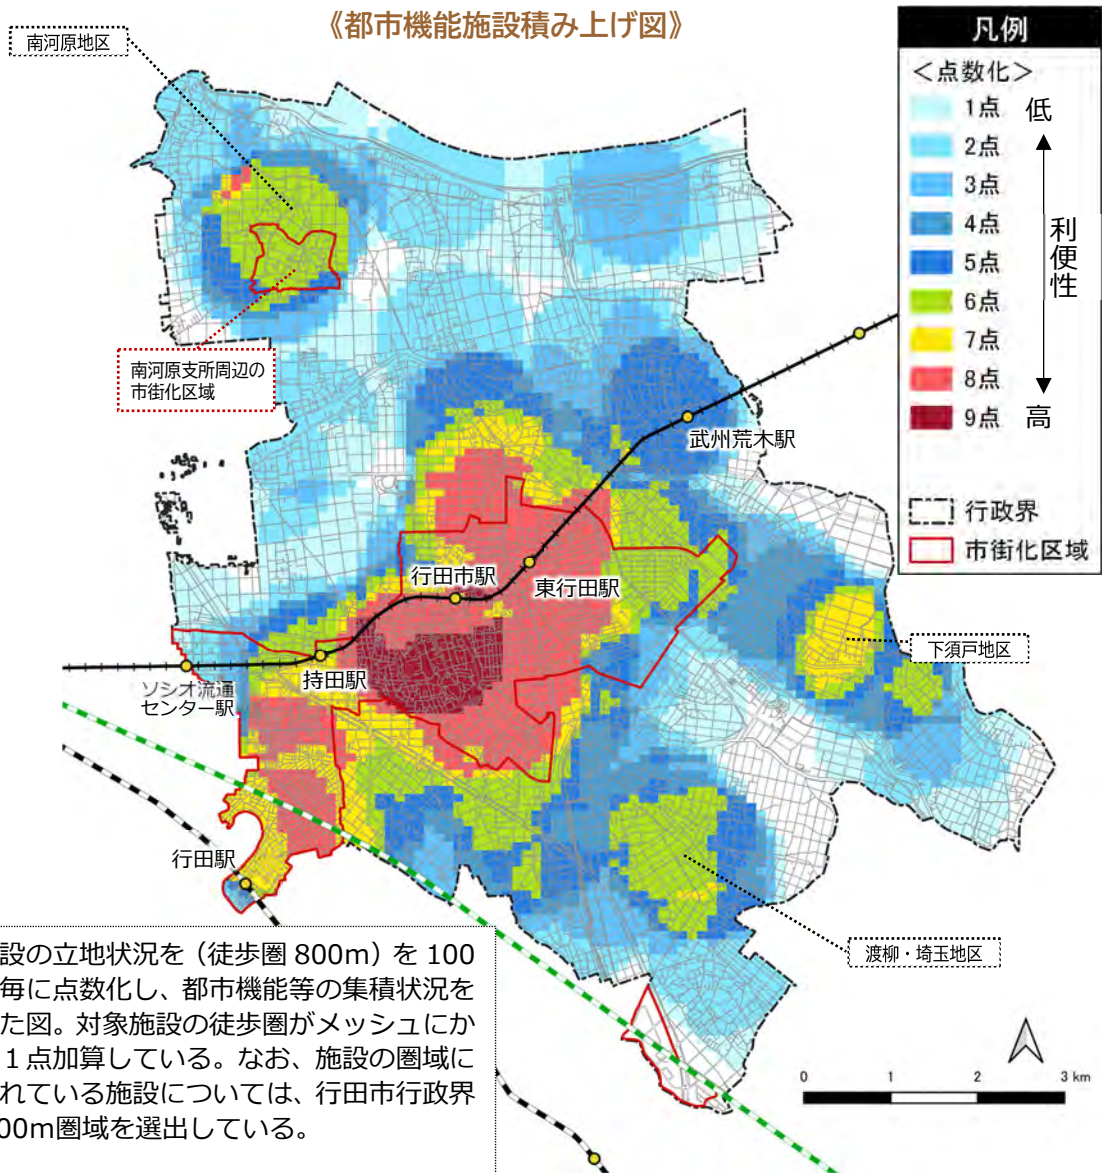 《都市機能施設積み上げ図》
南河原地区
凡例
＜点数化＞
1点 低
2点
3点
4点
5点
6点
7点
8点
9点 高
利便性
行政界
市街化区域
南河原支所周辺の
市街化区域
武州荒木駅
行田市駅
東行田駅
持田駅
ソシオ流通
センター駅
下須戸地区
行田駅
渡柳・埼玉地区
設の立地状況を（徒歩圏 800m）を 100
毎に点数化し、都市機能等の集積状況を
た図。対象施設の徒歩圏がメッシュにか
１点加算している。なお、施設の圏域に
れている施設については、行田市行政界
00m圏域を選出している。
0 1 2 3 km